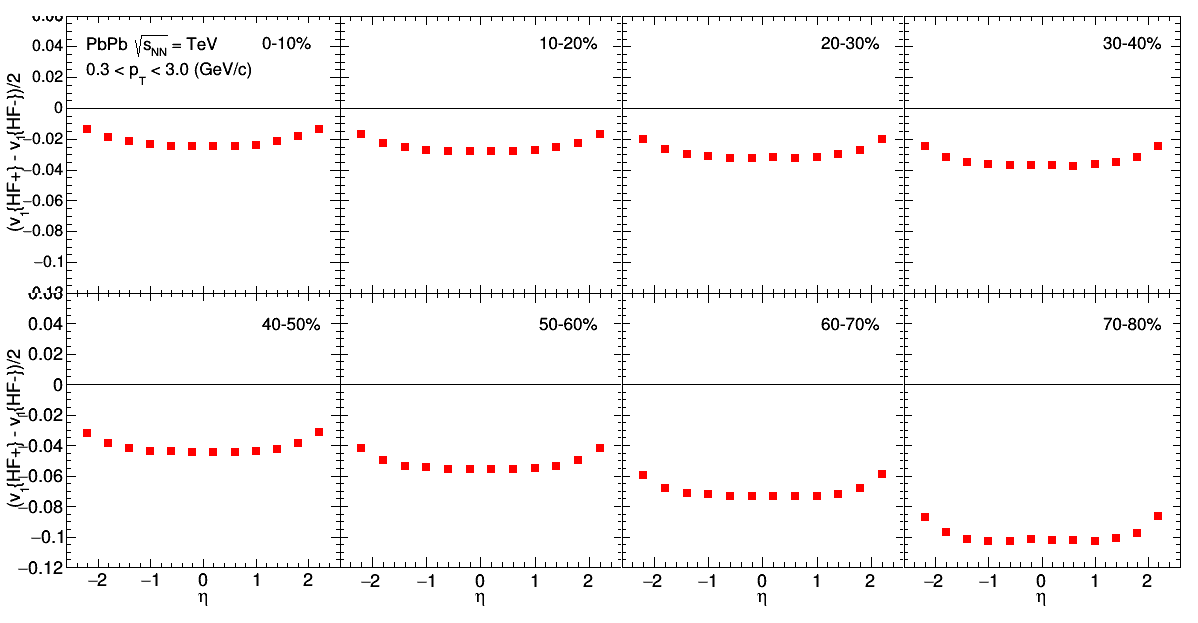 PbPb √sNN = TeV 0-10%
0.3 < pT < 3.0 (GeV/c)
10-20%
20-30%
30-40%
(v1{HF+} - v1{HF-})/2
0.04
0.02
0
−0.02
−0.04
−0.06
−0.08
−0.1
40-50%
50-60%
60-70%
70-80%
(v1{HF+} - v1{HF-})/2
0.04
0.02
0
−0.02
−0.04
−0.06
−0.08
−0.1
−0.12
−2 −1 0 1 2
−2 −1 0 1 2
−2 −1 0 1 2
−2 −1 0 1 2
η
η
η
η